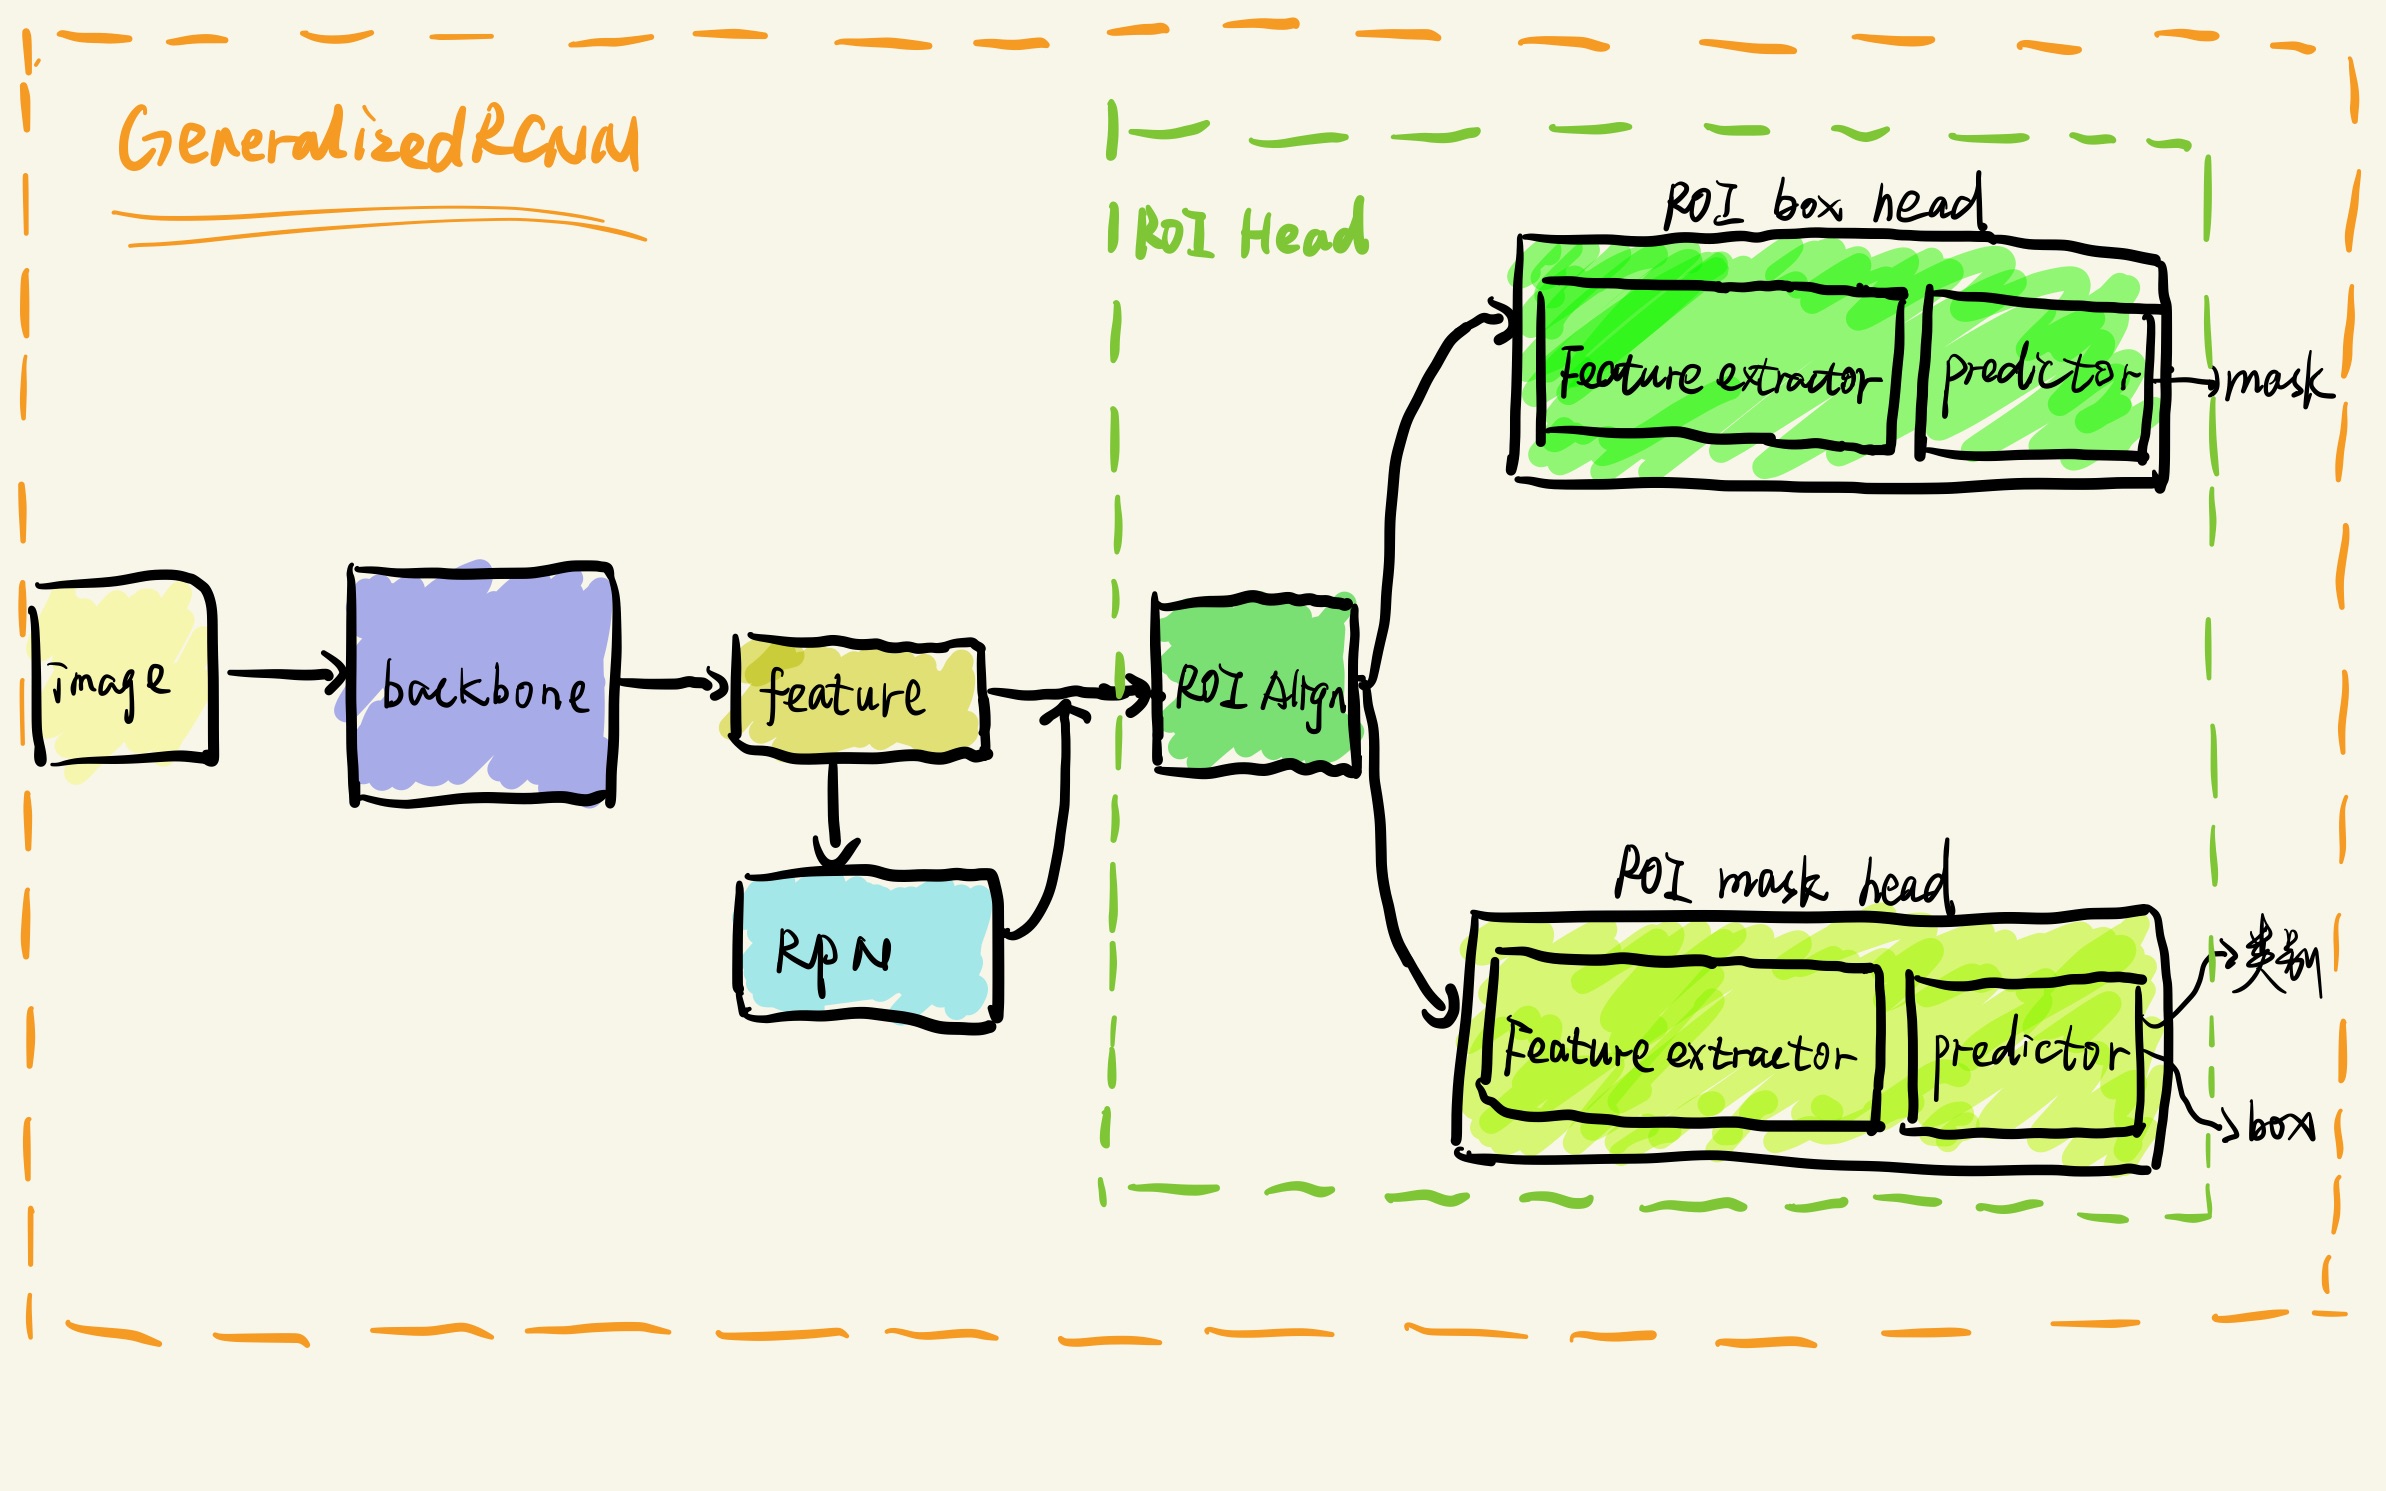 GeneralizedRCNN
ROI Head
ROI box head
Feature extractor
predictor
mask
image
backbone
feature
ROI Align
RPN
ROI mask head
Feature extractor
predictor
类别
box